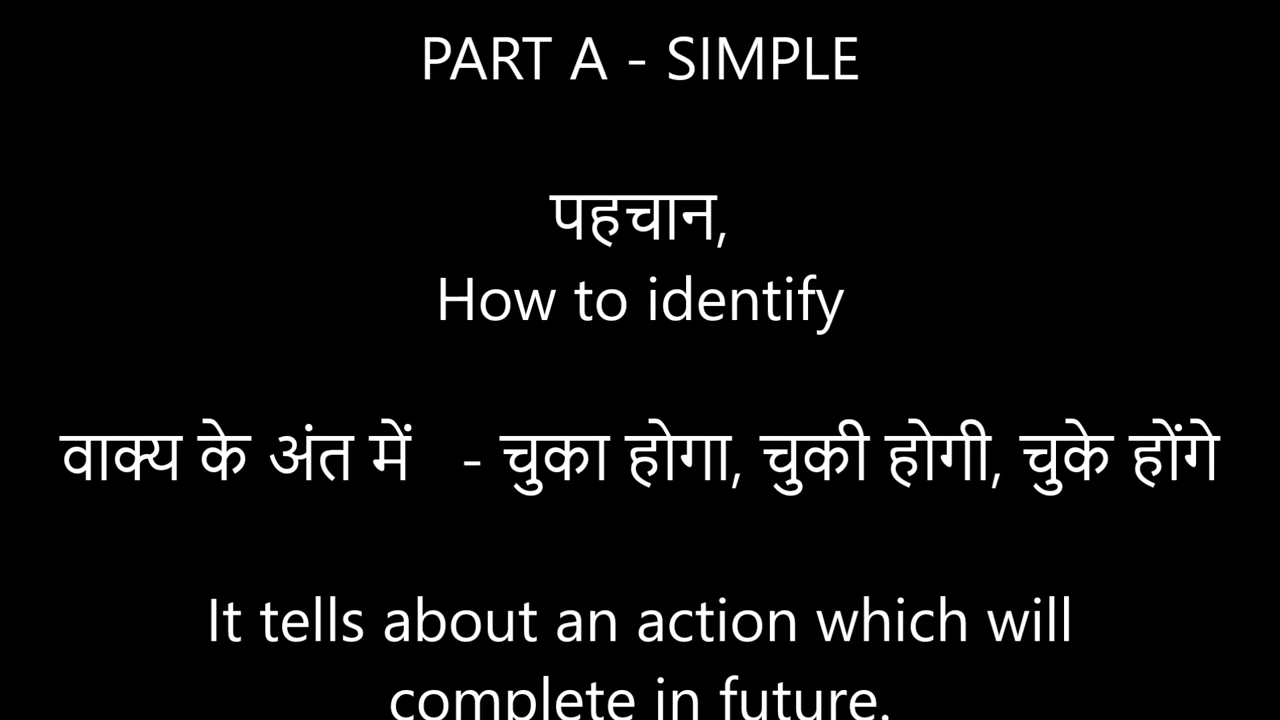 PART A - SIMPLE
पहचान,
How to identify
वाक्य के अंत में - चुका होगा, चुकी होगी, चुके होंगे
It tells about an action which will
complete in future.